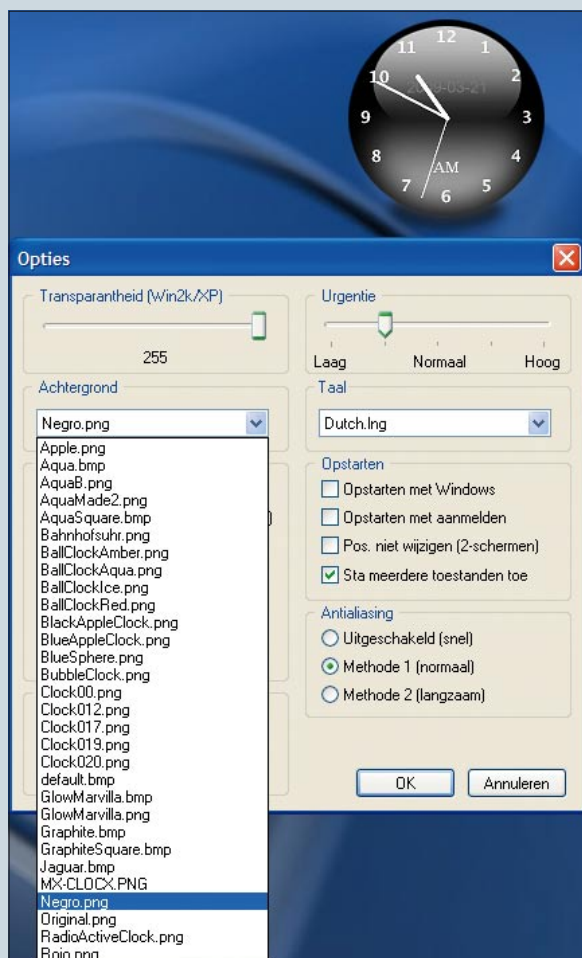 12
11
1
10
2
2009-03-21
9
3
8
4
AM
7
5
6
Opties
Transparantheid (Win2k/XP)
255
Urgentie
Laag Normaal Hoog
Achtergrond
Negro.png
Taal
Dutch.lng
Apple.png
Aqua.bmp
AquaB.png
AquaMade2.png
AquaSquare.bmp
Bahnhofsuhr.png
BallClockAmber.png
BallClockAqua.png
BallClockIce.png
BallClockRed.png
BlackAppleClock.png
BlueAppleClock.png
BlueSphere.png
BubbleClock.png
Clock00.png
Clock012.png
Clock017.png
Clock019.png
Clock020.png
default.bmp
GlowMarvilla.bmp
GlowMarvilla.png
Graphite.bmp
GraphiteSquare.bmp
Jaguar.bmp
MX-CLOCX.PNG
Negro.png
Original.png
RadioActiveClock.png
Rojo.png
Opstarten
Opstarten met Windows
Opstarten met aanmelden
Pos. niet wijzigen (2-schermen)
Sta meerdere toestanden toe
Antialiasing
Uitgeschakeld (snel)
Methode 1 (normaal)
Methode 2 (langzaam)
OK
Annuleren